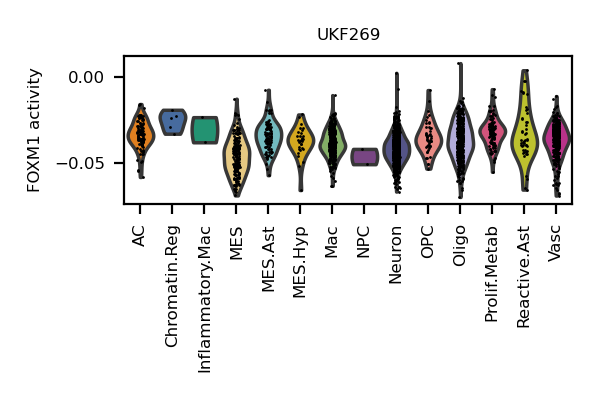 UKF269
FOXM1 activity
0.00
−0.05
AC
Chromatin.Reg
Inflammatory.Mac
MES
MES.Ast
MES.Hyp
Mac
NPC
Neuron
OPC
Oligo
Prolif.Metab
Reactive.Ast
Vasc